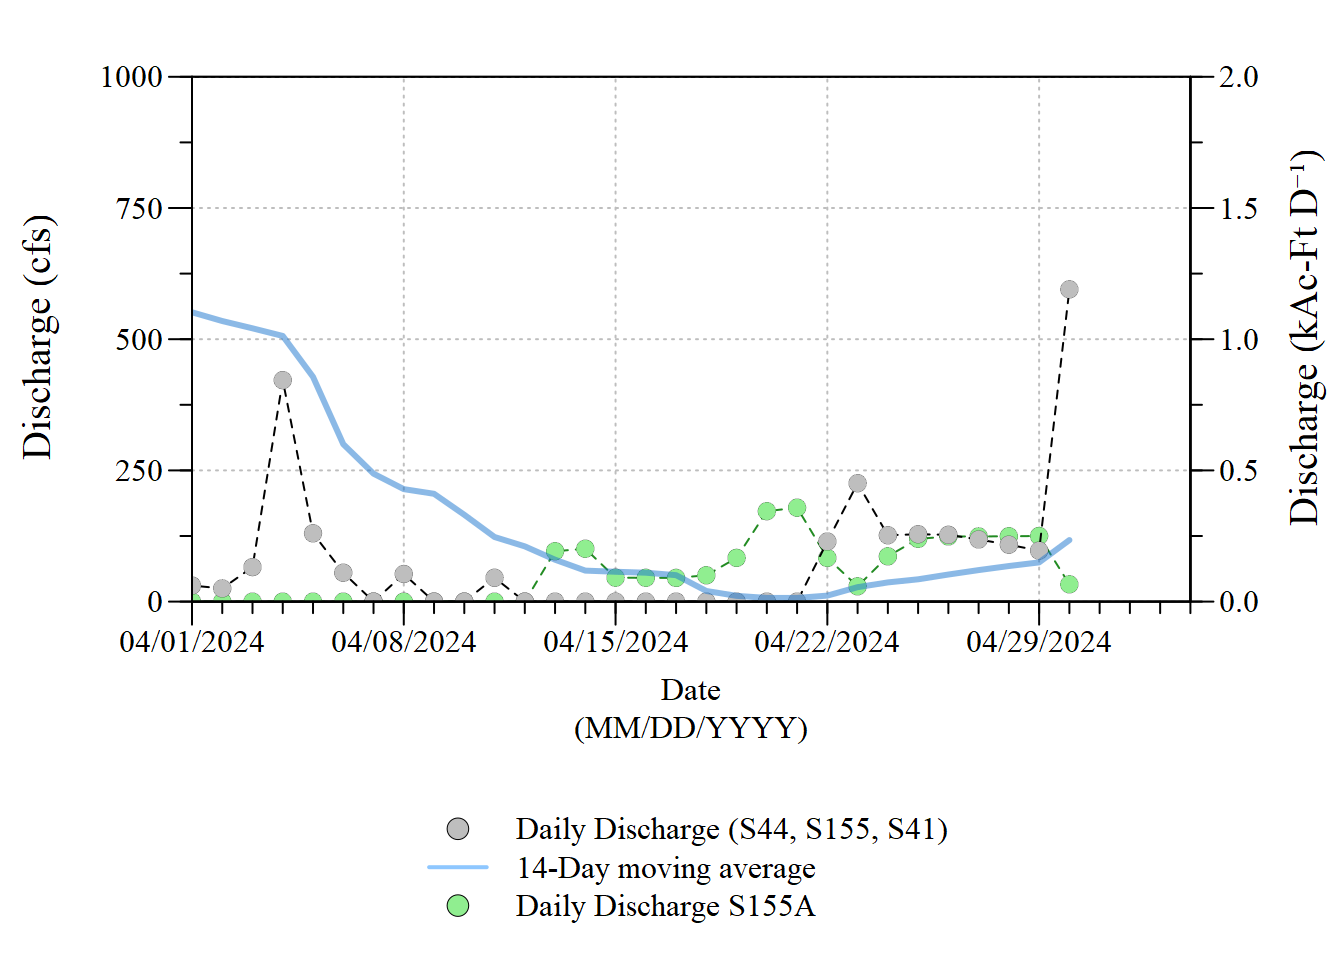 1000
750
500
250
0
Discharge (cfs)
2.0
1.5
1.0
0.5
0.0
Discharge (kAc-Ft D⁻¹)
04/01/2024 04/08/2024 04/15/2024 04/22/2024 04/29/2024
Date
(MM/DD/YYYY)
Daily Discharge (S44, S155, S41)
14-Day moving average
Daily Discharge S155A